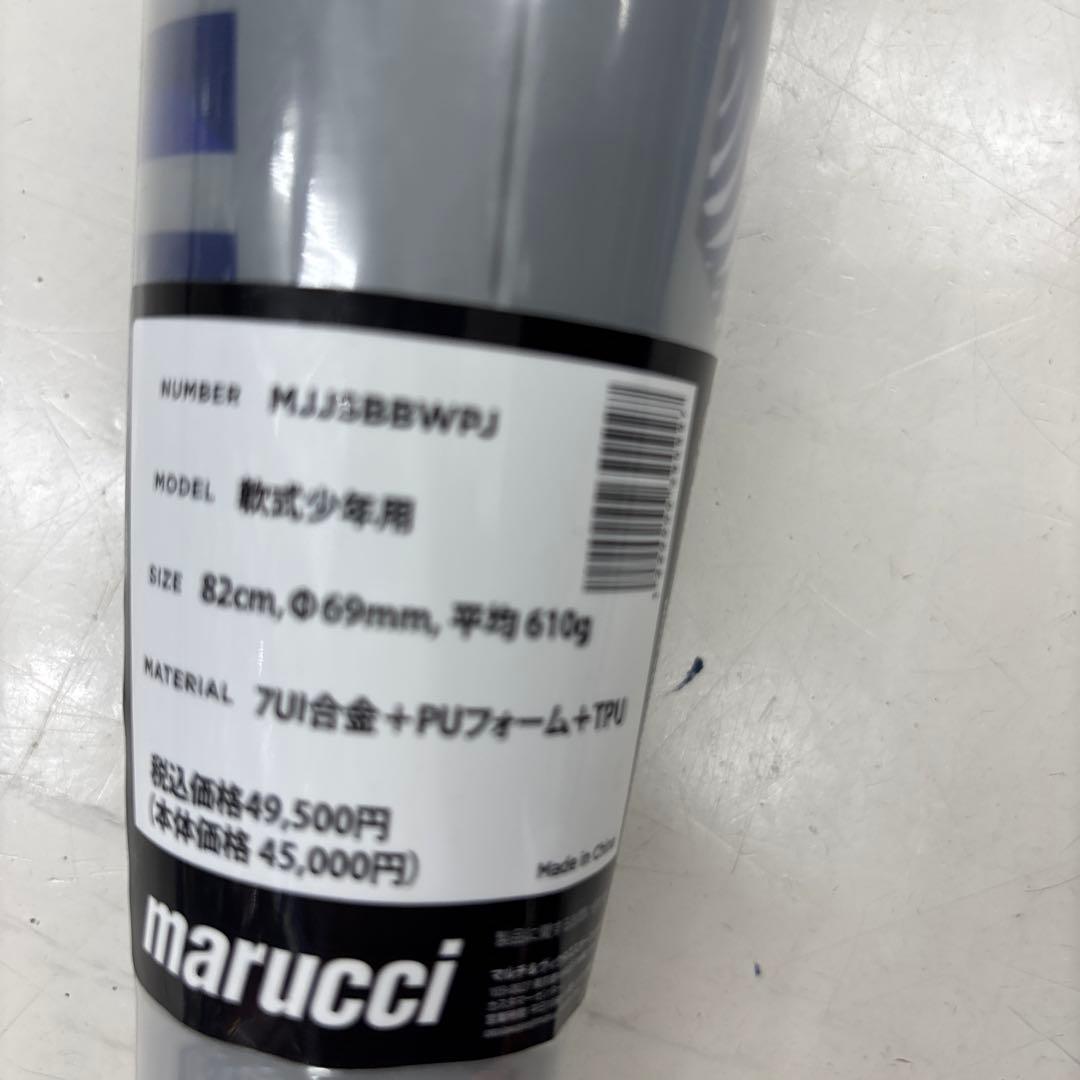 NUMBER MJJSBBWPJ
MODEL 軟式少年用
SIZE 82cm, Φ69mm, 平均 610g
MATERIAL 7UI合金+PUフォーム+TPU
税込価格49,500円
(本体価格 45,000円)
Made in China
marucci